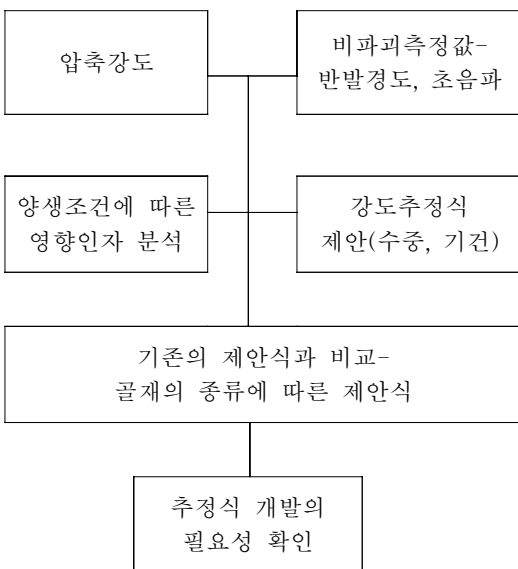 압축강도
비파괴측정값-
반발경도, 초음파
양생조건에 따른
영향인자 분석
강도추정식
제안(수중, 기건)
기존의 제안식과 비교-
골재의 종류에 따른 제안식
추정식 개발의
필요성 확인